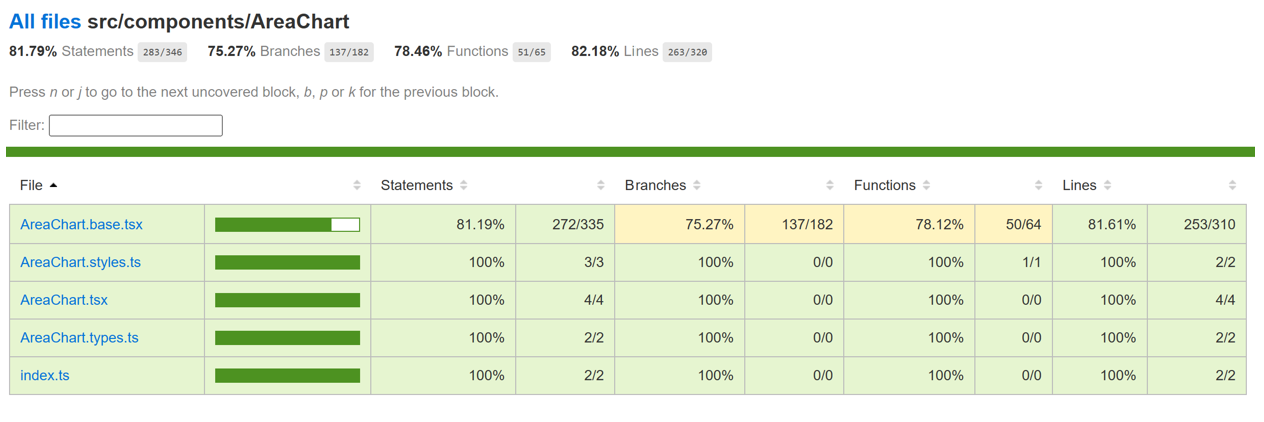 All files src/components/AreaChart
81.79% Statements 283/346 75.27% Branches 137/182 78.46% Functions 51/65 82.18% Lines 263/320
Press n or j to go to the next uncovered block, b, p or k for the previous block.
Filter:
File Statements Branches Functions Lines
AreaChart.base.tsx 81.19% 272/335 75.27% 137/182 78.12% 50/64 81.61% 253/310
AreaChart.styles.ts 100% 3/3 100% 0/0 100% 1/1 100% 2/2
AreaChart.tsx 100% 4/4 100% 0/0 100% 0/0 100% 4/4
AreaChart.types.ts 100% 2/2 100% 0/0 100% 0/0 100% 2/2
index.ts 100% 2/2 100% 0/0 100% 0/0 100% 2/2